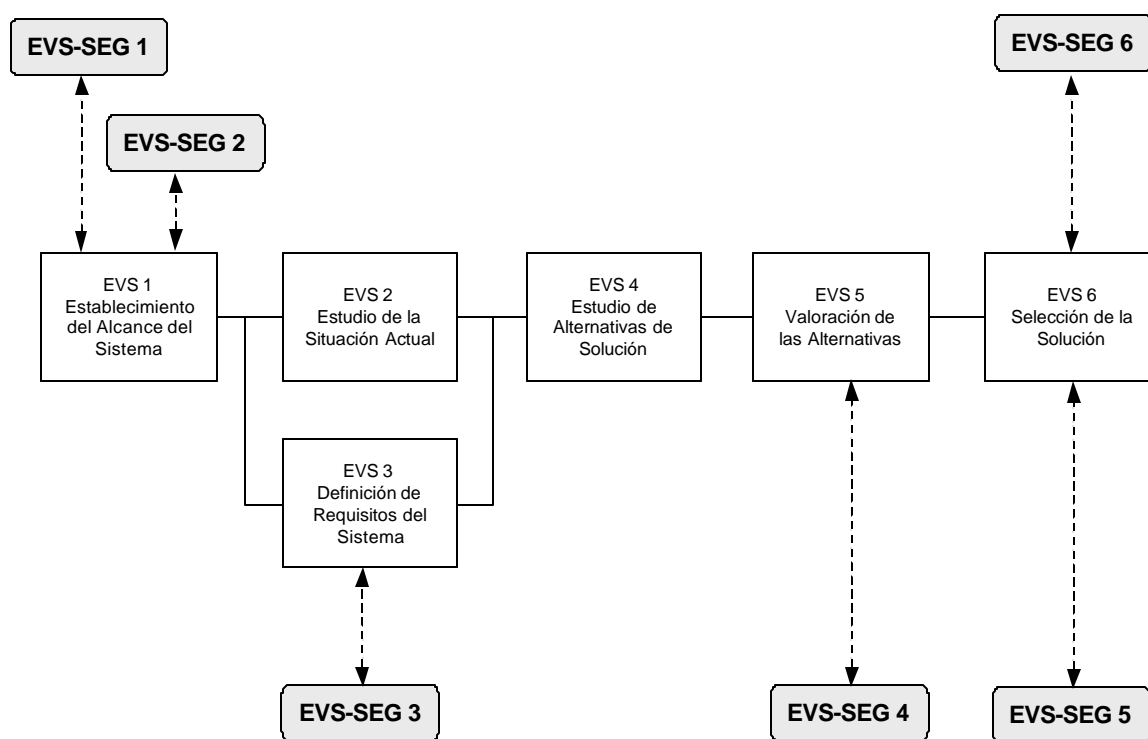 EVS-SEG 1
EVS-SEG 6
EVS-SEG 2
EVS 1
Establecimiento
del Alcance del
Sistema
EVS 2
Estudio de la
Situación Actual
EVS 4
Estudio de
Alternativas de
Solución
EVS 5
Valoración de
las Alternativas
EVS 6
Selección de la
Solución
EVS 3
Definición de
Requisitos del
Sistema
EVS-SEG 3
EVS-SEG 4
EVS-SEG 5